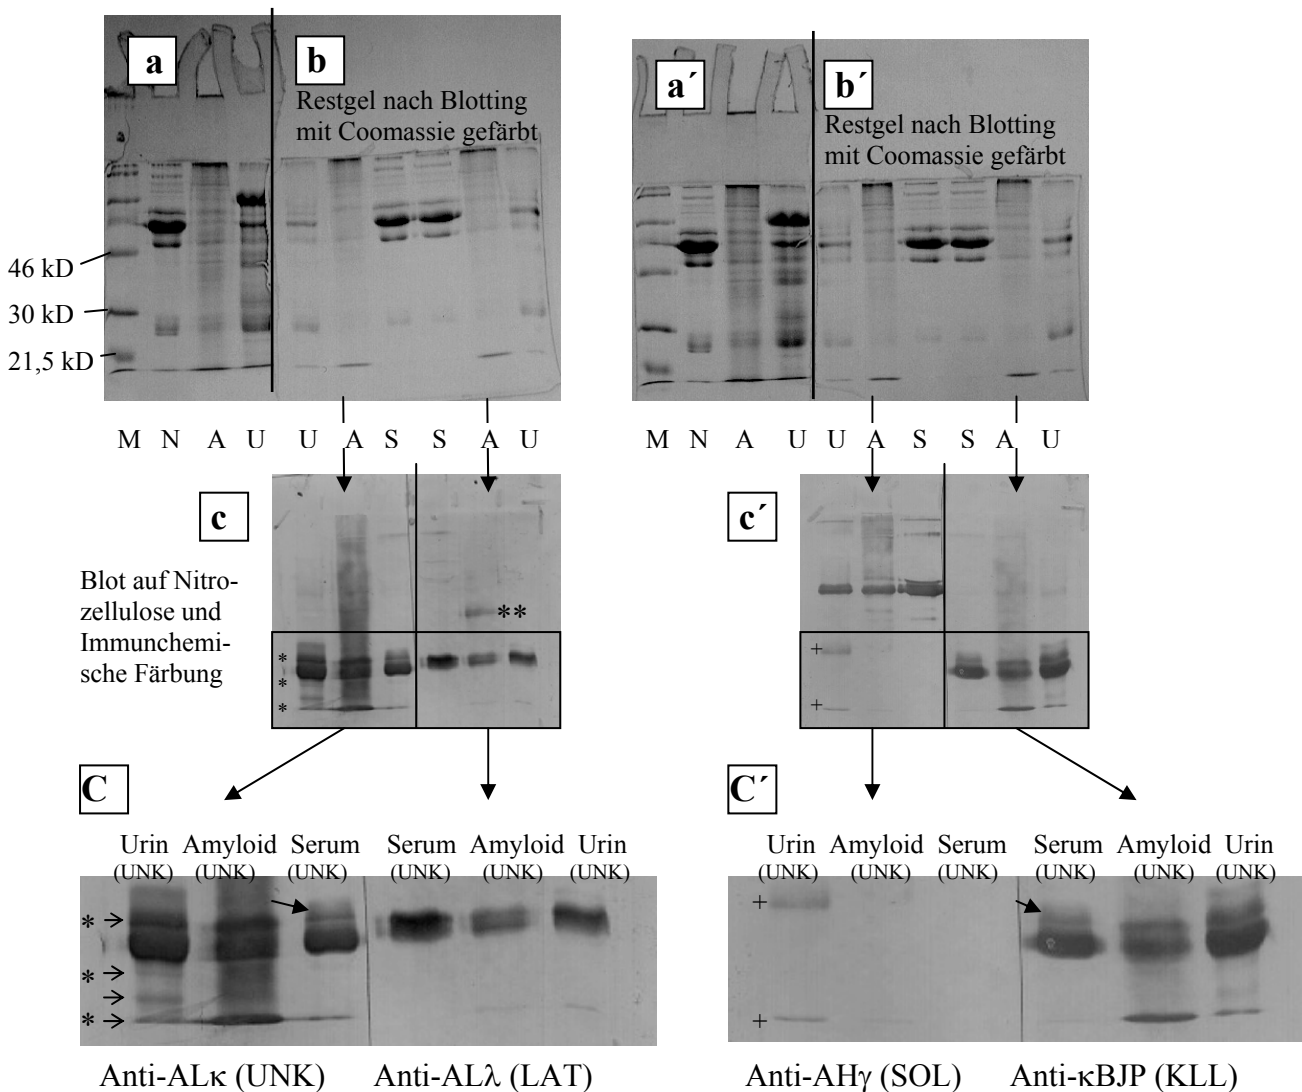 a
b
Restgel nach Blotting
mit Coomassie gefärbt
a´
b´
Restgel nach Blotting
mit Coomassie gefärbt
46 kD
30 kD
21,5 kD
M N A U U A S S A U
M N A U U A S S A U
c
c´
Blot auf Nitro-
zellulose und
Immunchemi-
sche Färbung
**
*
*
*
+
+
C
C´
Urin Amyloid Serum Serum Amyloid Urin
(UNK) (UNK) (UNK) (UNK) (UNK) (UNK)
Urin Amyloid Serum Serum Amyloid Urin
(UNK) (UNK) (UNK) (UNK) (UNK) (UNK)
*
*
*
+
+
Anti-ALκ (UNK) Anti-ALλ (LAT)
Anti-AHγ (SOL) Anti-κBJP (KLL)